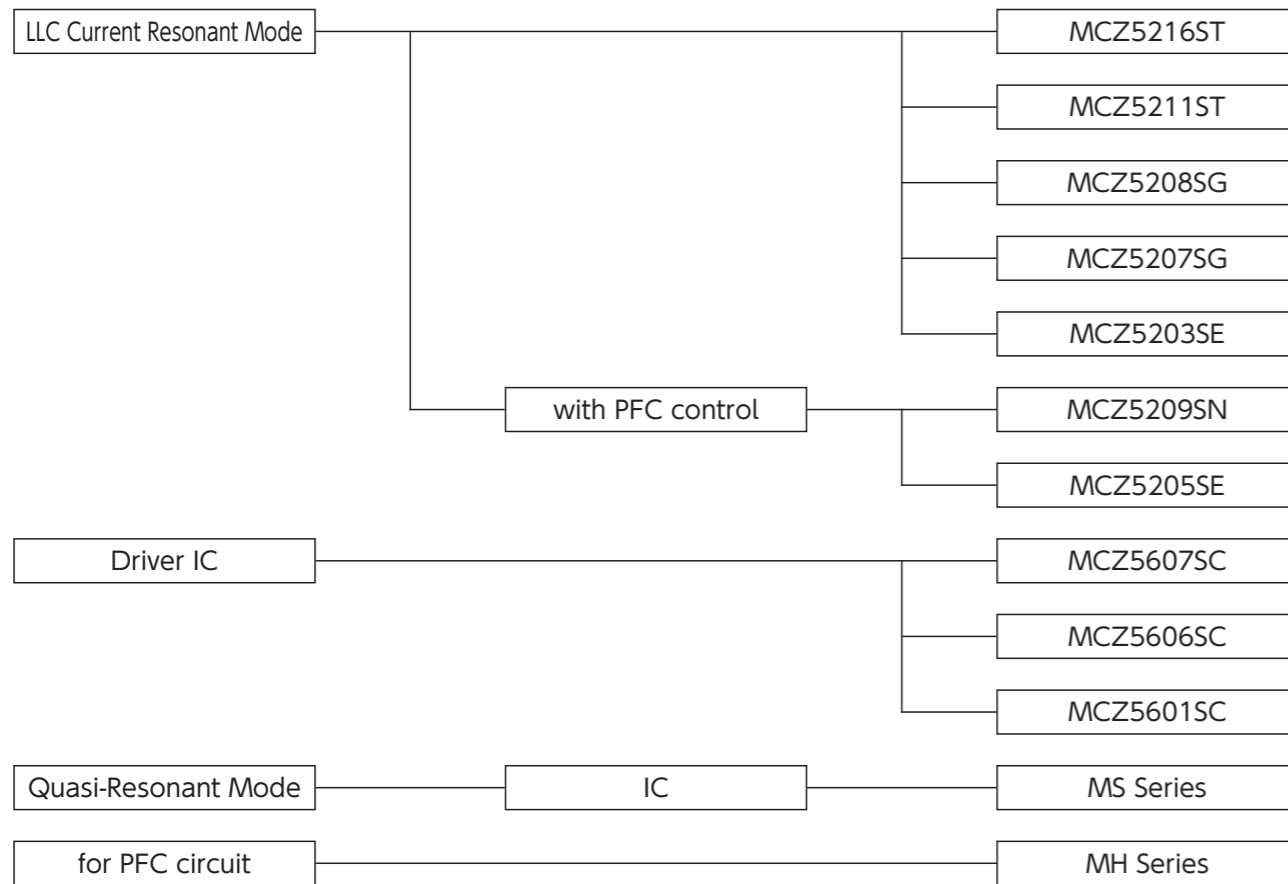 LLC Current Resonant Mode
MCZ5216ST
MCZ5211ST
MCZ5208SG
MCZ5207SG
MCZ5203SE
with PFC control
MCZ5209SN
MCZ5205SE
Driver IC
MCZ5607SC
MCZ5606SC
MCZ5601SC
Quasi-Resonant Mode
IC
MS Series
for PFC circuit
MH Series